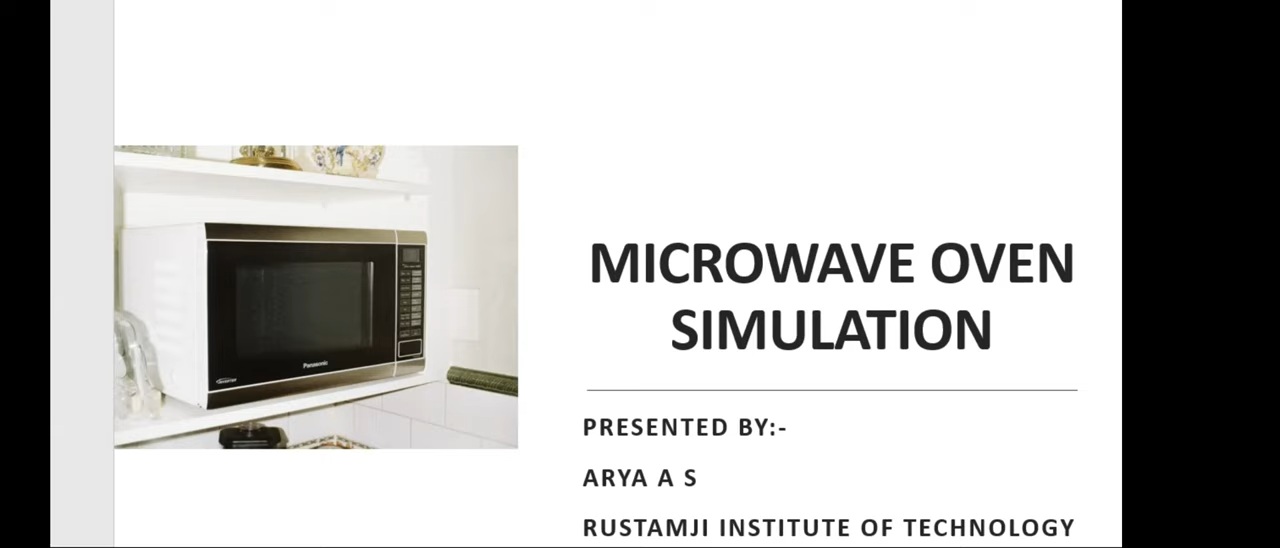 Panasonic
MICROWAVE OVEN
SIMULATION
PRESENTED BY:-
ARYA A S
RUSTAMJI INSTITUTE OF TECHNOLOGY